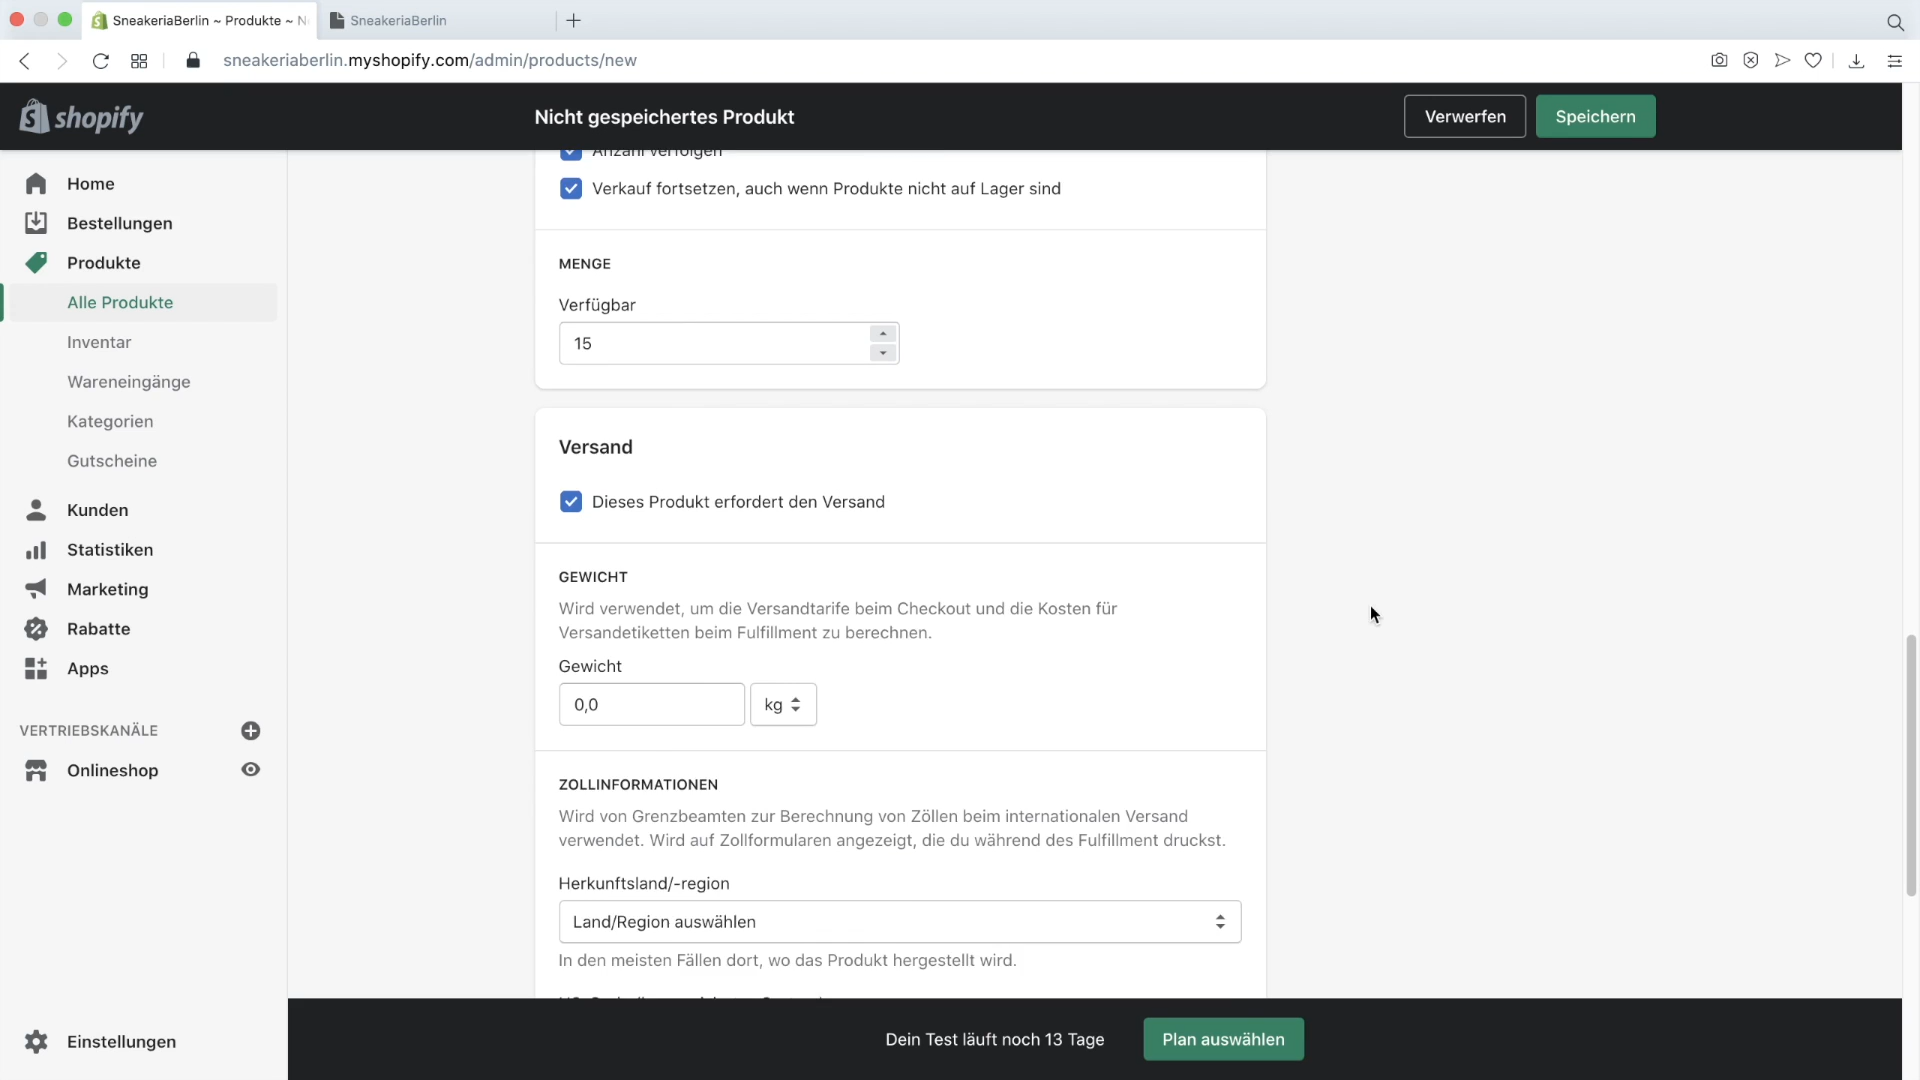 SneakeriaBerlin ~ Produkte ~ N
SneakeriaBerlin
sneakeriaberlin.myshopify.com/admin/products/new
shopify
Nicht gespeichertes Produkt
Verwerfen
Speichern
Home
Bestellungen
Produkte
Alle Produkte
Inventar
Wareneingänge
Kategorien
Gutscheine
Kunden
Statistiken
Marketing
Rabatte
Apps
VERTRIEBSKANÄLE
Onlineshop
Einstellungen
Anzahl verfolgen
Verkauf fortsetzen, auch wenn Produkte nicht auf Lager sind
MENGE
Verfügbar
15
Versand
Dieses Produkt erfordert den Versand
GEWICHT
Wird verwendet, um die Versandtarife beim Checkout und die Kosten für
Versandetiketten beim Fulfillment zu berechnen.
Gewicht
0,0
kg
ZOLLINFORMATIONEN
Wird von Grenzbeamten zur Berechnung von Zöllen beim internationalen Versand
verwendet. Wird auf Zollformularen angezeigt, die du während des Fulfillment druckst.
Herkunftsland/-region
Land/Region auswählen
In den meisten Fällen dort, wo das Produkt hergestellt wird.
Dein Test läuft noch 13 Tage
Plan auswählen